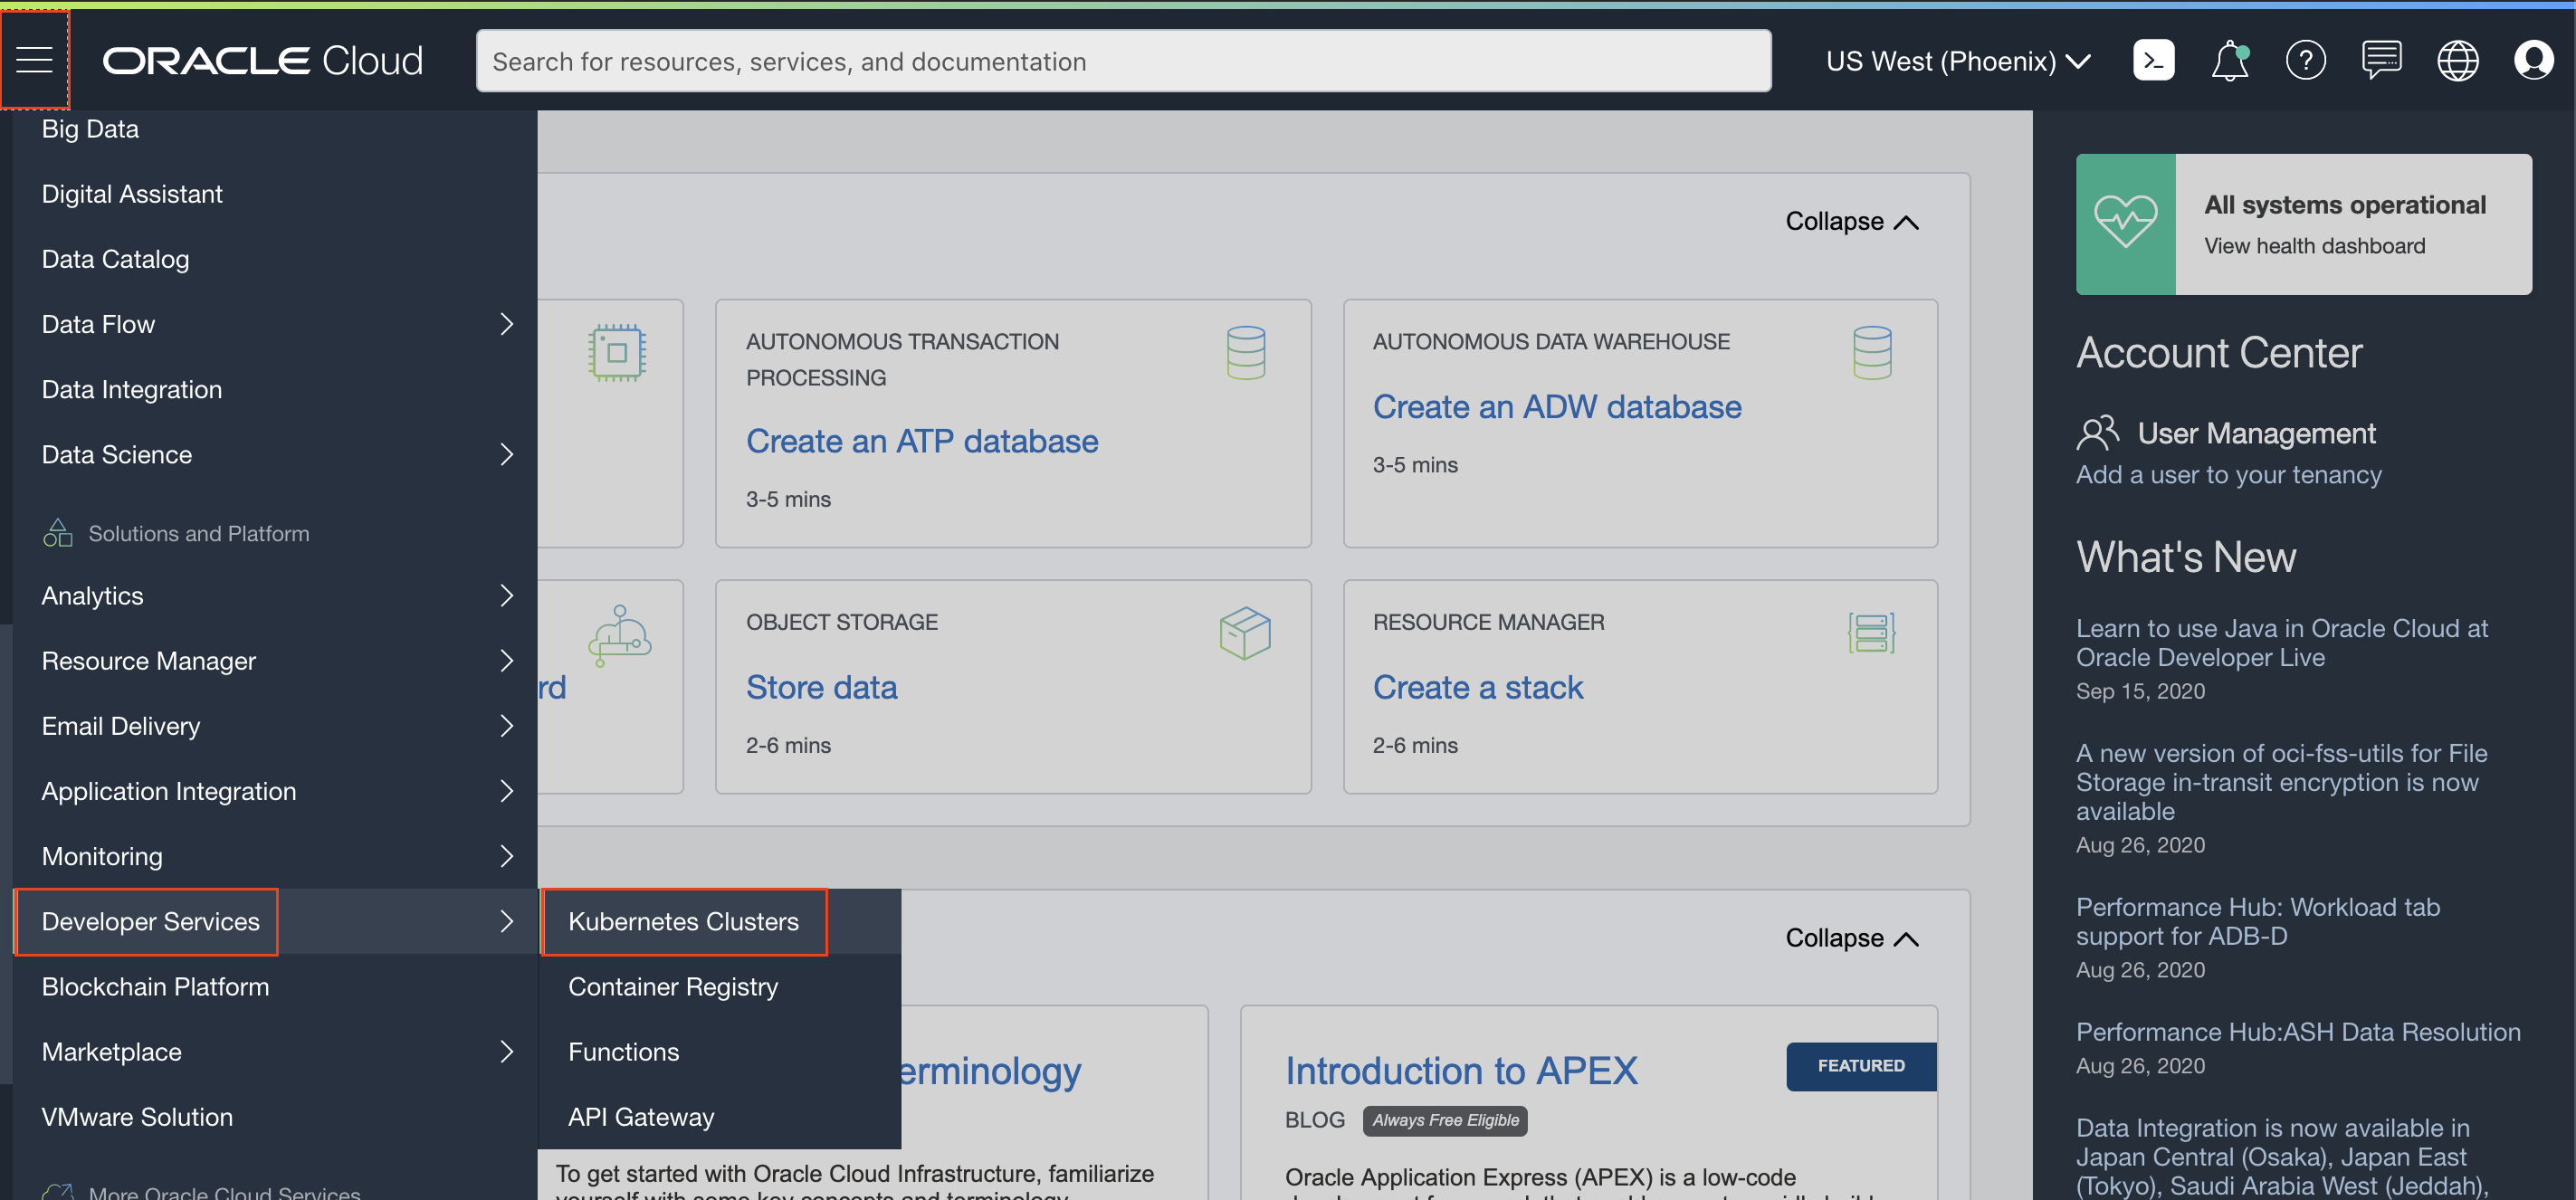 ORACLE Cloud
Search for resources, services, and documentation
US West (Phoenix)
Big Data
Digital Assistant
Data Catalog
Data Flow
Data Integration
Data Science
Solutions and Platform
Analytics
Resource Manager
Email Delivery
Application Integration
Monitoring
Developer Services
Blockchain Platform
Marketplace
VMware Solution
More Oracle Cloud Services
Kubernetes Clusters
Container Registry
Functions
API Gateway
Collapse
AUTONOMOUS TRANSACTION
PROCESSING
Create an ATP database
3-5 mins
AUTONOMOUS DATA WAREHOUSE
Create an ADW database
3-5 mins
rd
OBJECT STORAGE
Store data
2-6 mins
RESOURCE MANAGER
Create a stack
2-6 mins
Collapse
erminology
To get started with Oracle Cloud Infrastructure, familiarize
yourself with some key concepts and terminology
Introduction to APEX
FEATURED
BLOG
Always Free Eligible
Oracle Application Express (APEX) is a low-code
All systems operational
View health dashboard
Account Center
User Management
Add a user to your tenancy
What's New
Learn to use Java in Oracle Cloud at
Oracle Developer Live
Sep 15, 2020
A new version of oci-fss-utils for File
Storage in-transit encryption is now
available
Aug 26, 2020
Performance Hub: Workload tab
support for ADB-D
Aug 26, 2020
Performance Hub:ASH Data Resolution
Aug 26, 2020
Data Integration is now available in
Japan Central (Osaka), Japan East
(Tokyo), Saudi Arabia West (Jeddah),